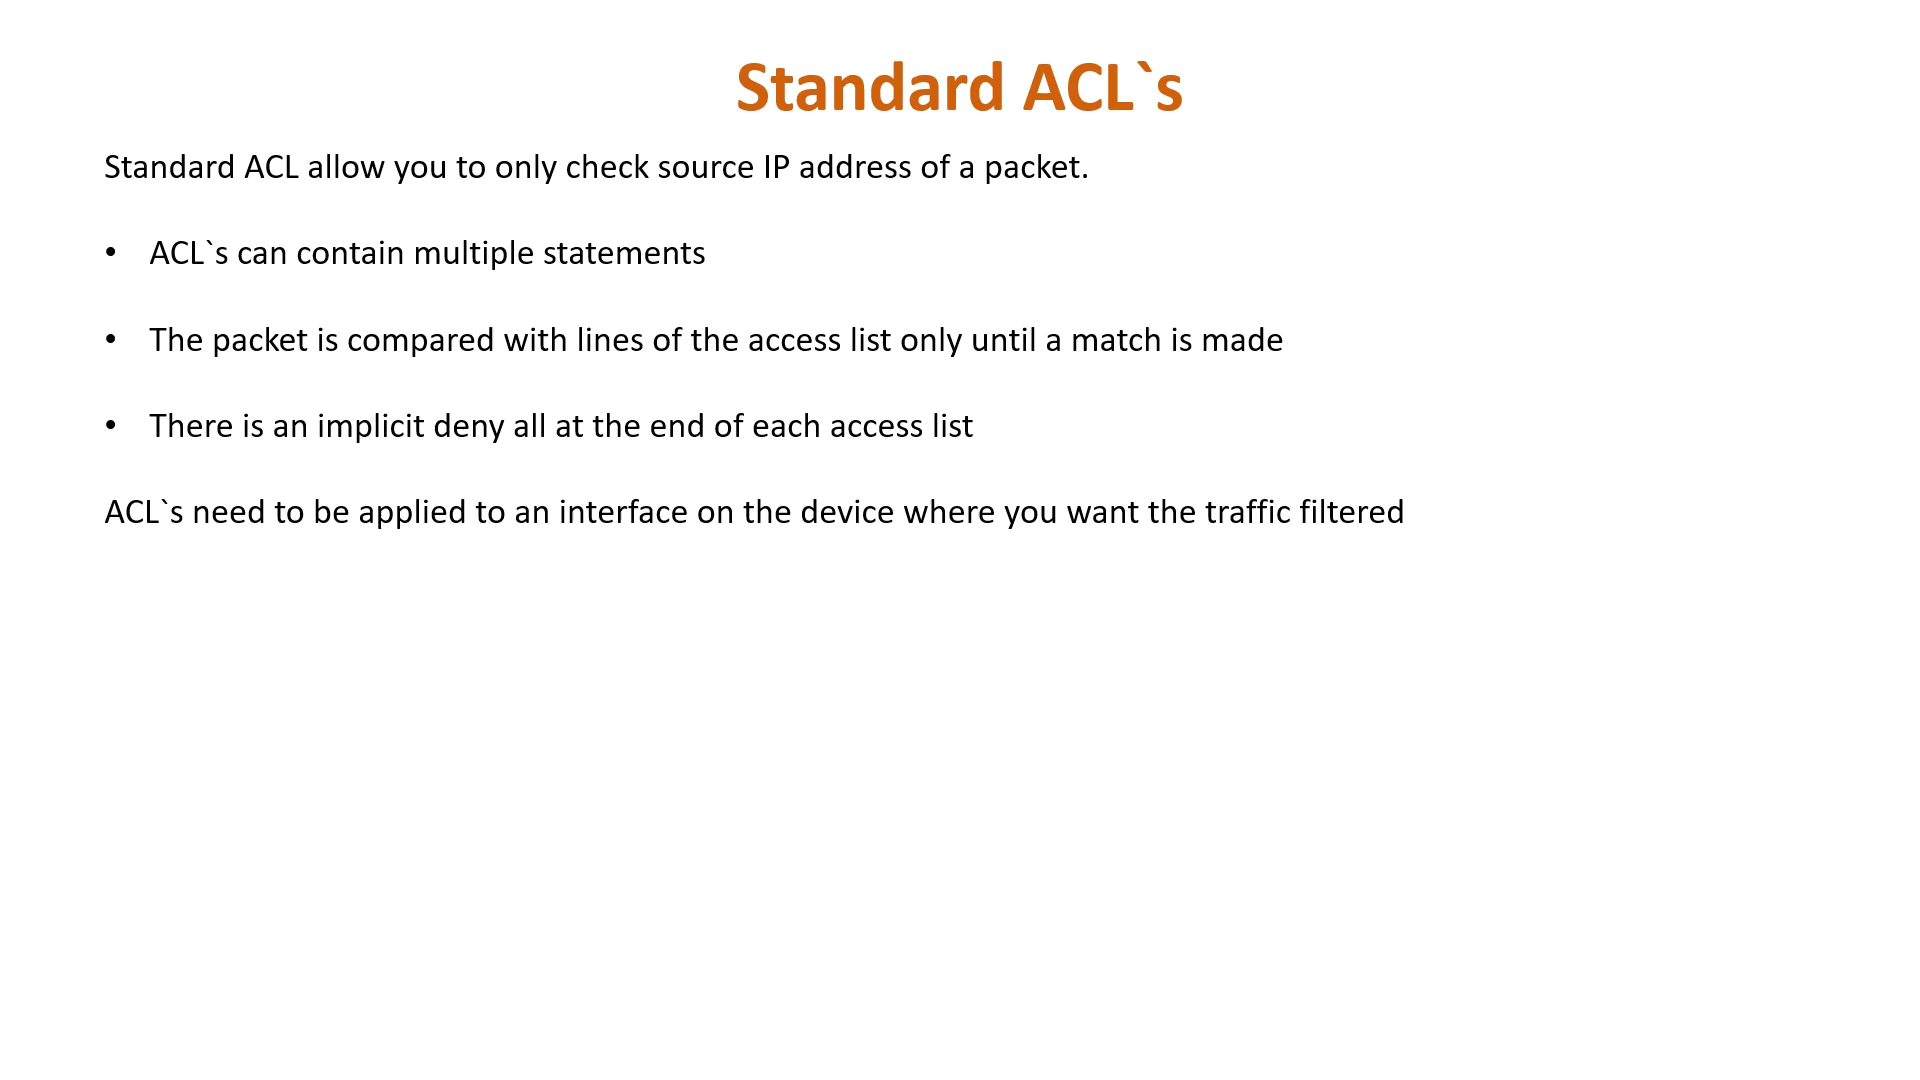 Standard ACL`s
Standard ACL allow you to only check source IP address of a packet.
• ACL`s can contain multiple statements
• The packet is compared with lines of the access list only until a match is made
• There is an implicit deny all at the end of each access list
ACL`s need to be applied to an interface on the device where you want the traffic filtered